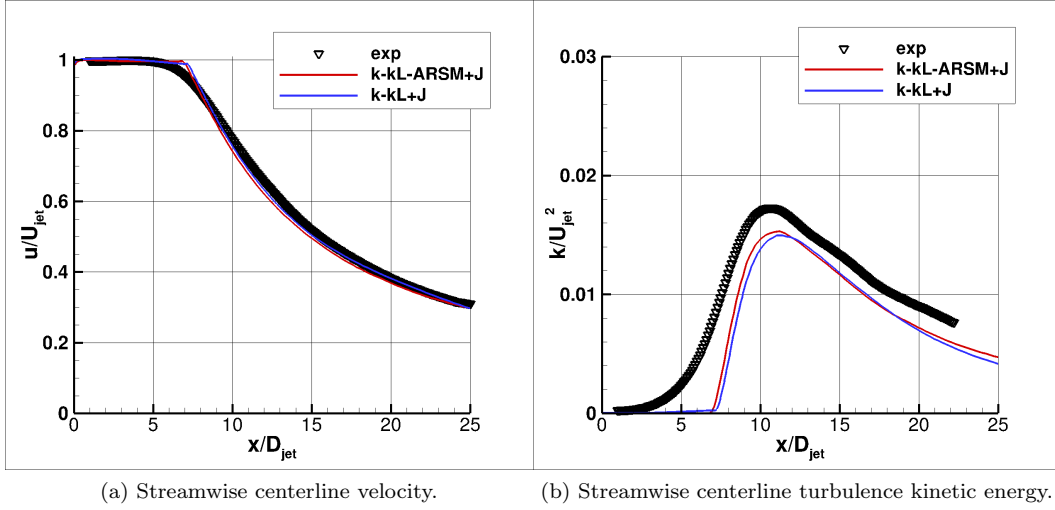 exp
k-kL-ARSM+J
k-kL+J
1
0.8
0.6
0.4
0.2
0
u/U_jet
0 5 10 15 20 25
x/D_jet
exp
k-kL-ARSM+J
k-kL+J
0.03
0.02
0.01
0
k/U_jet^2
0 5 10 15 20 25
x/D_jet
(a) Streamwise centerline velocity.
(b) Streamwise centerline turbulence kinetic energy.